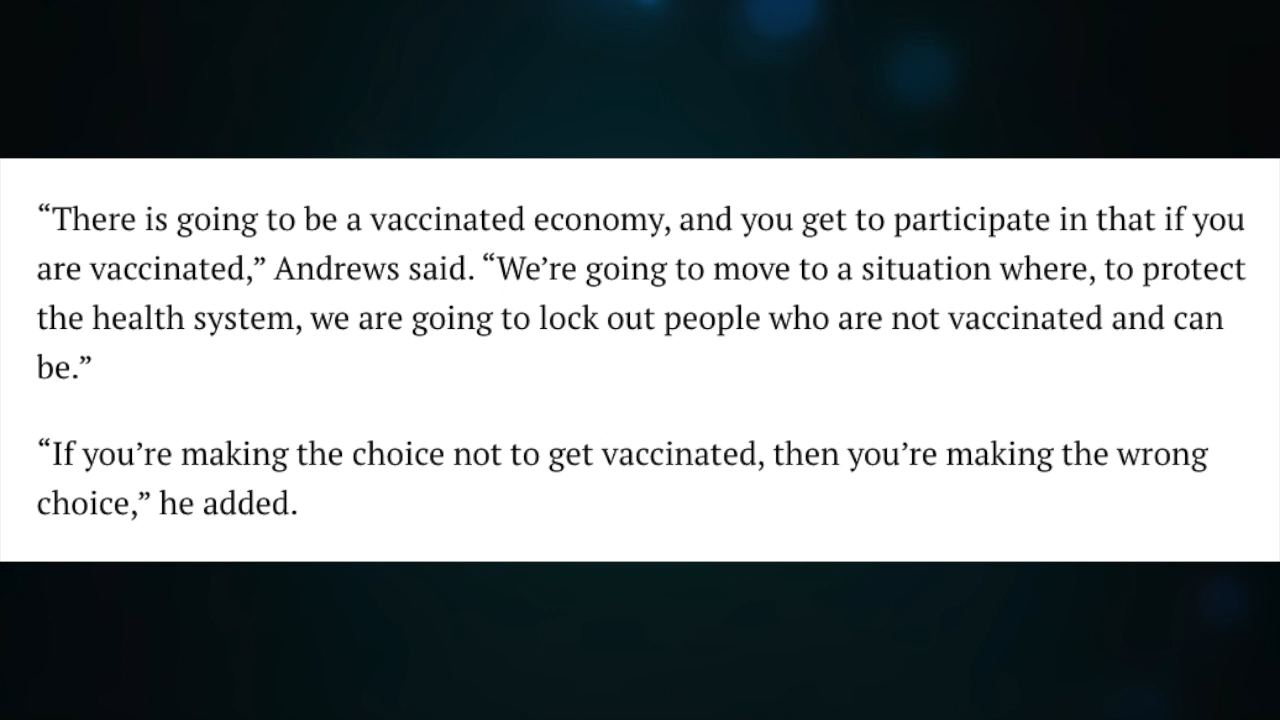 “There is going to be a vaccinated economy, and you get to participate in that if you
are vaccinated,” Andrews said. “We’re going to move to a situation where, to protect
the health system, we are going to lock out people who are not vaccinated and can
be.”
“If you’re making the choice not to get vaccinated, then you’re making the wrong
choice,” he added.